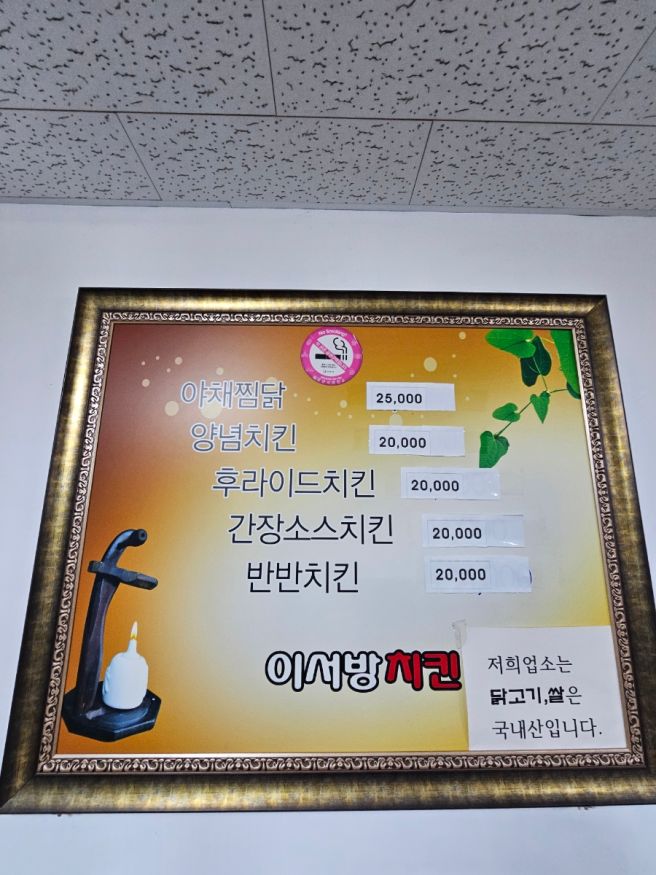 No Smoking!
야채찜닭 25,000
양념치킨 20,000
후라이드치킨 20,000
간장소스치킨 20,000
반반치킨 20,000
이서방치킨
저희업소는
닭고기,쌀은
국내산입니다.